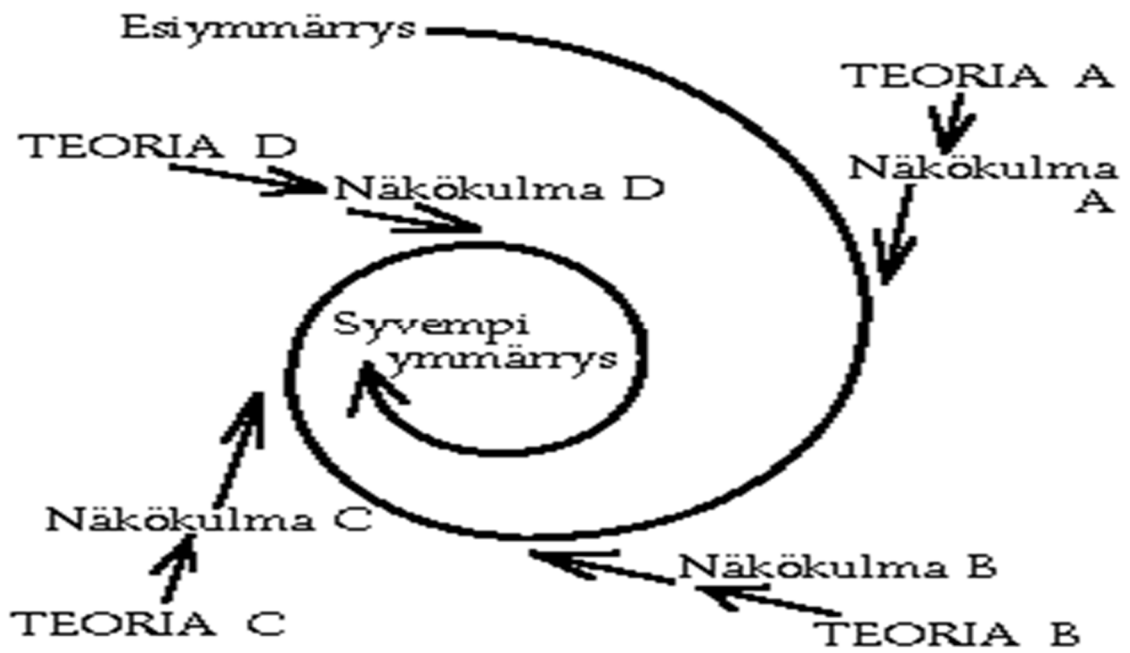 Esiymmärrys
TEORIA A
Näkökulma
A
TEORIA D
Näkökulma D
Syvempi
ymmärrys
Näkökulma C
TEORIA C
Näkökulma B
TEORIA B